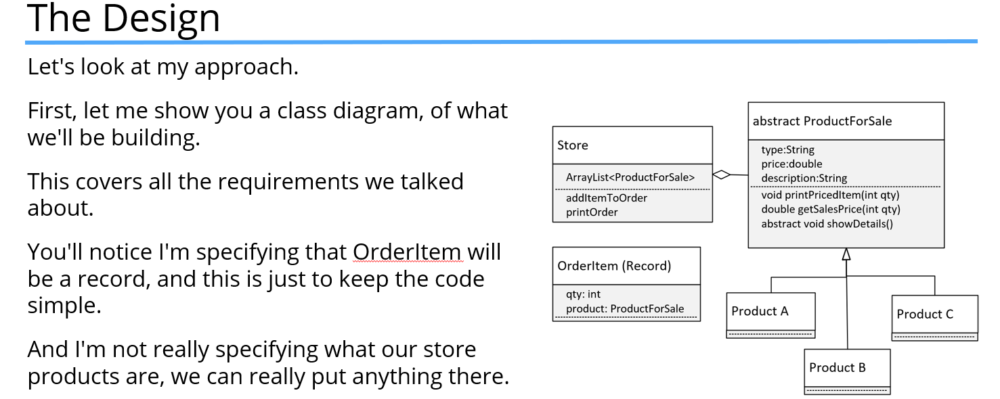 The Design
Let's look at my approach.
First, let me show you a class diagram, of what
we'll be building.
This covers all the requirements we talked
about.
You'll notice I'm specifying that OrderItem will
be a record, and this is just to keep the code
simple.
And I'm not really specifying what our store
products are, we can really put anything there.
Store
ArrayList<ProductForSale>
addItemToOrder
printOrder
abstract ProductForSale
type:String
price:double
description:String
void printPricedItem(int qty)
double getSalesPrice(int qty)
abstract void showDetails()
OrderItem (Record)
qty: int
product: ProductForSale
Product A
Product B
Product C